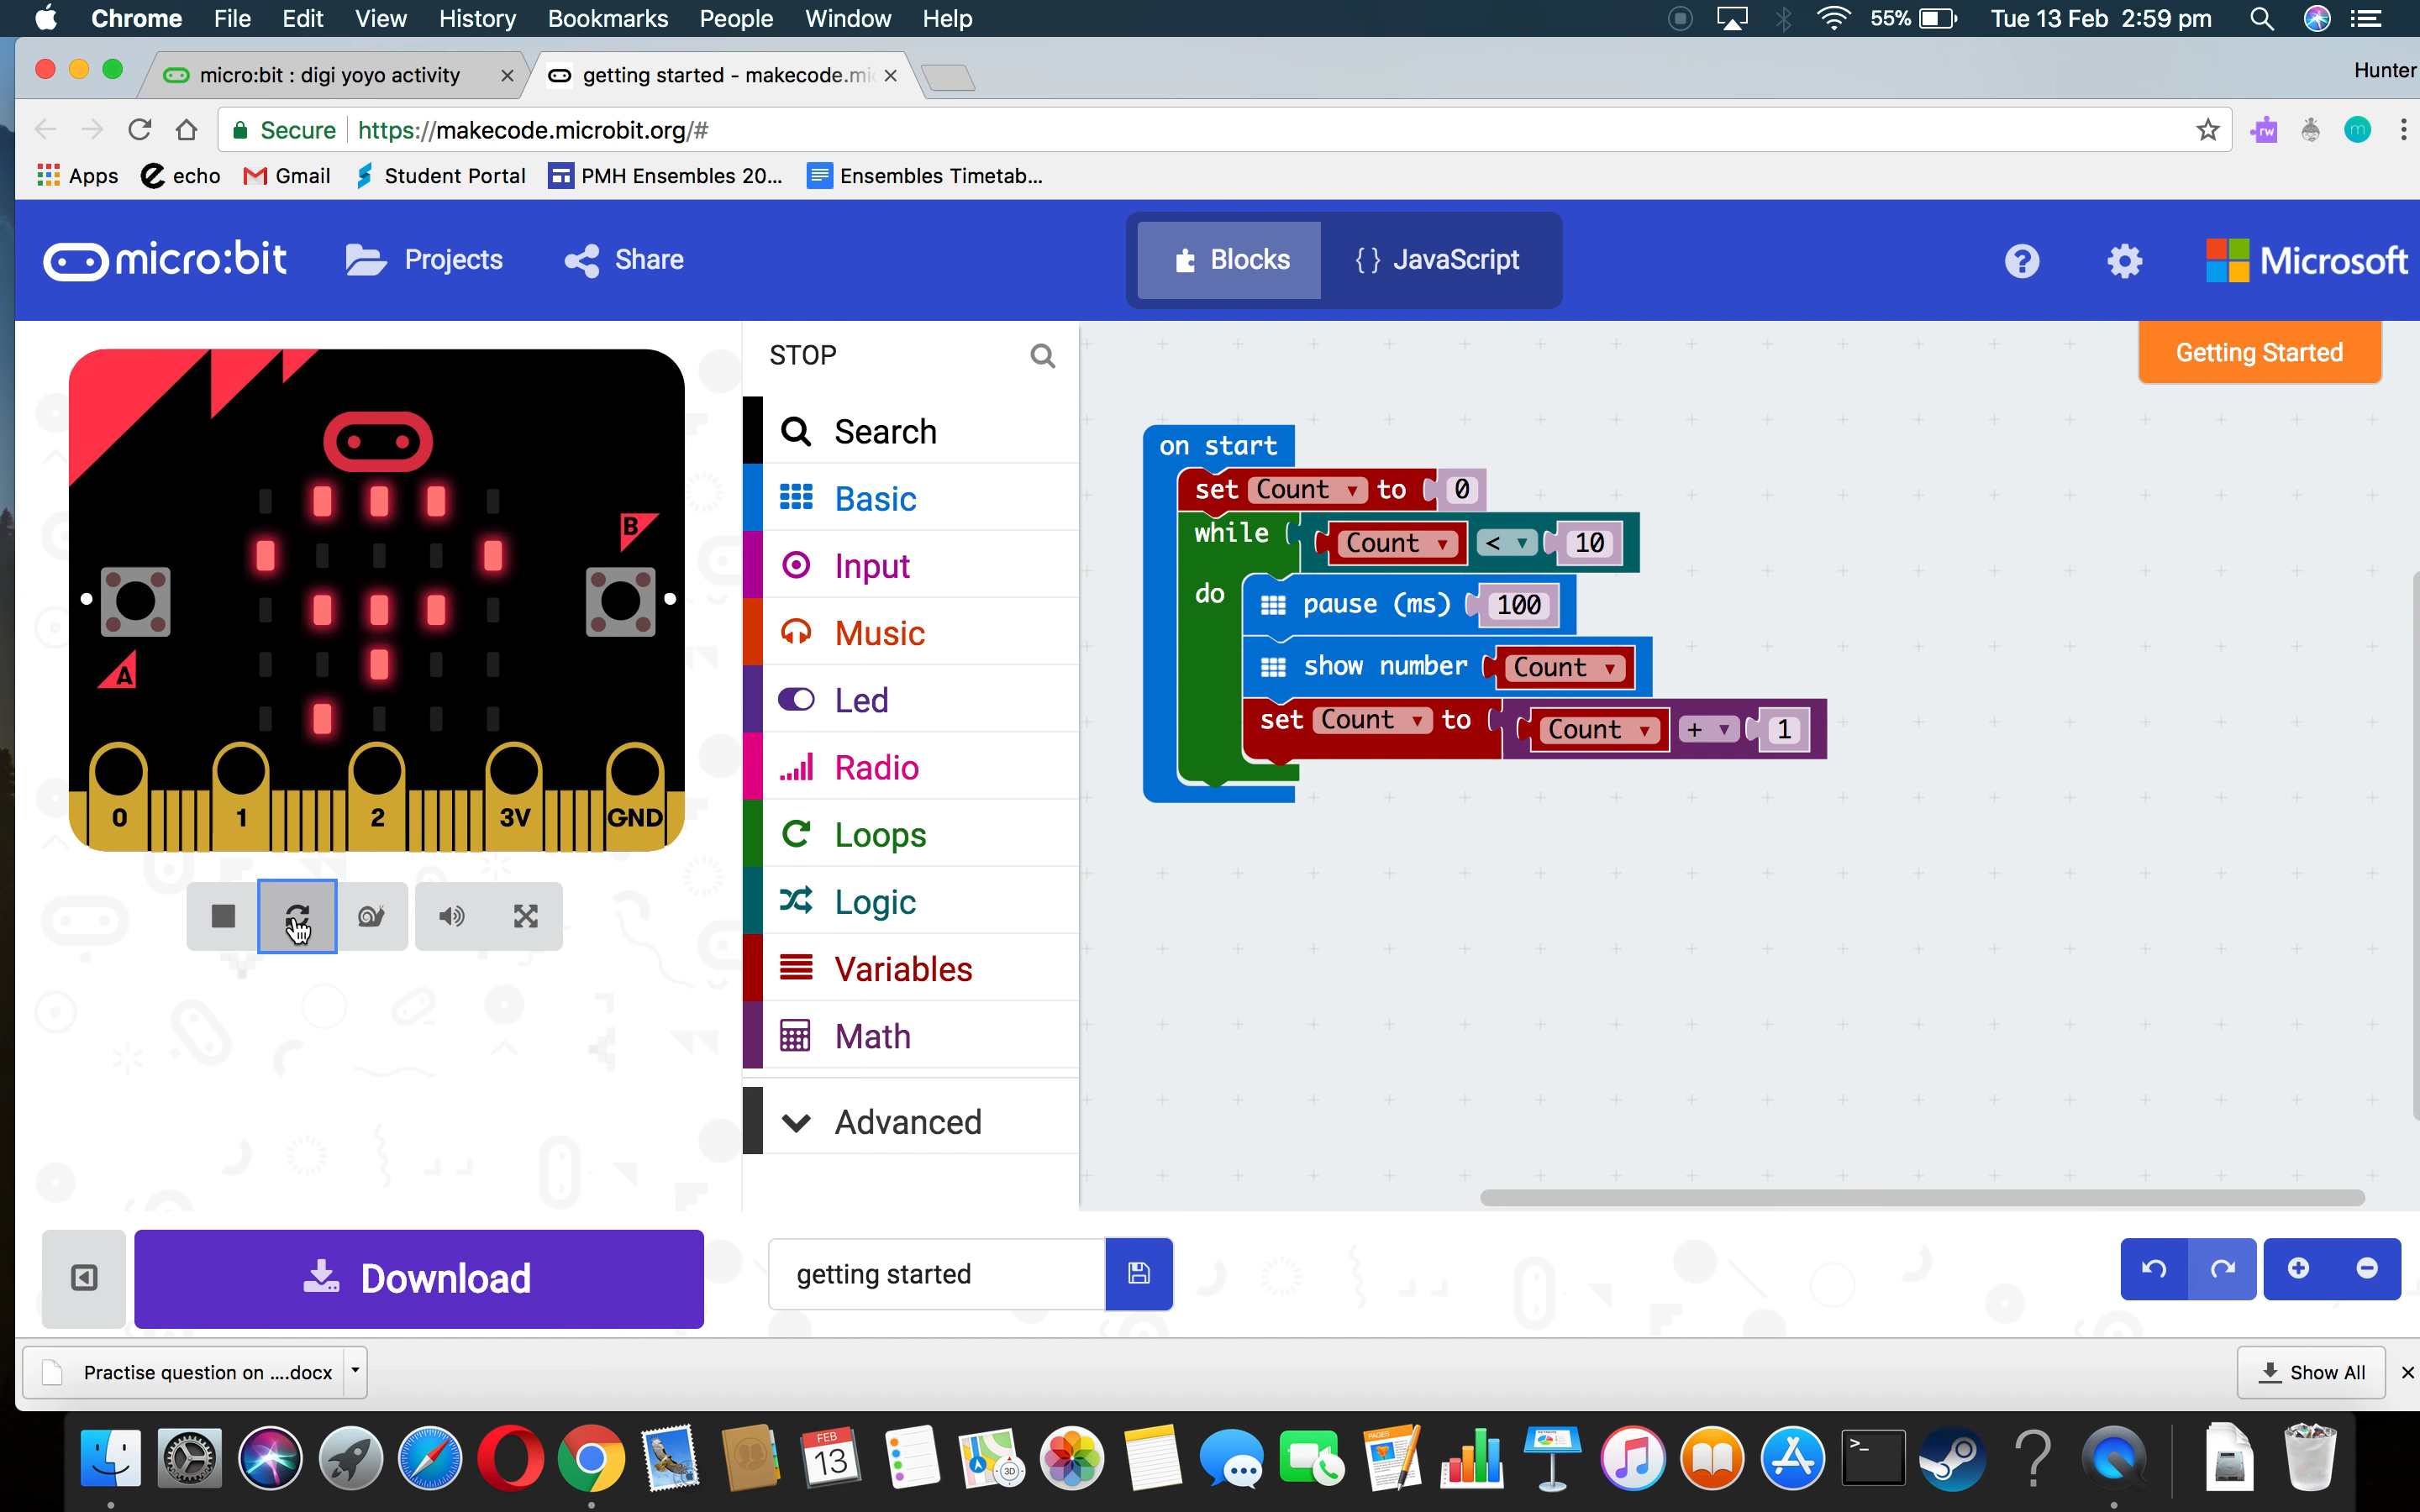 Chrome File Edit View History Bookmarks People Window Help 55% Tue 13 Feb 2:59 pm
micro:bit : digi yoyo activity getting started - makecode.mi Hunter
Secure https://makecode.microbit.org/# rw m
Apps echo Gmail Student Portal PMH Ensembles 20... Ensembles Timetab...
micro:bit Projects Share Blocks {} JavaScript ? Microsoft
STOP
Getting Started
Search
Basic
Input
Music
Led
Radio
Loops
Logic
Variables
Math
Advanced
B
A
0 1 2 3V GND
on start
set Count to 0
while Count < 10
do pause (ms) 100
show number Count
set Count to Count + 1
Download
getting started
Practise question on ....docx
Show All
FEB
13
3D
PAGES
>_
?